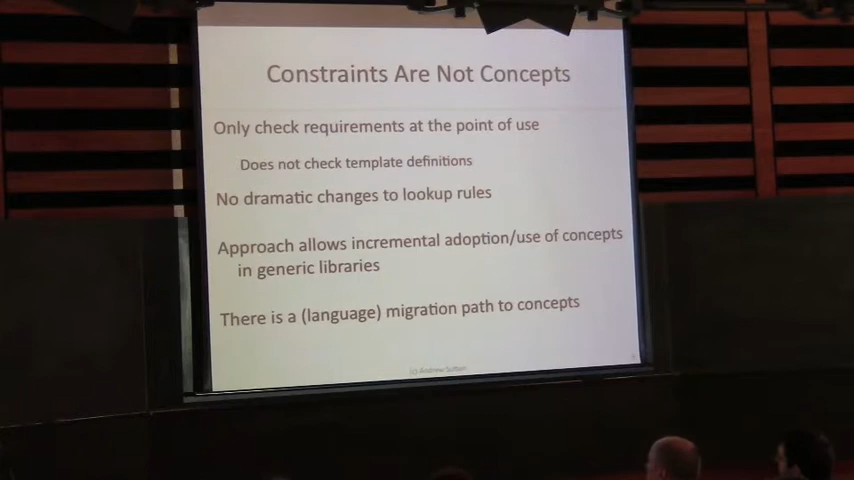 Constraints Are Not Concepts
Only check requirements at the point of use
Does not check template definitions
No dramatic changes to lookup rules
Approach allows incremental adoption/use of concepts
in generic libraries
There is a (language) migration path to concepts
(c) Andrew Sutton